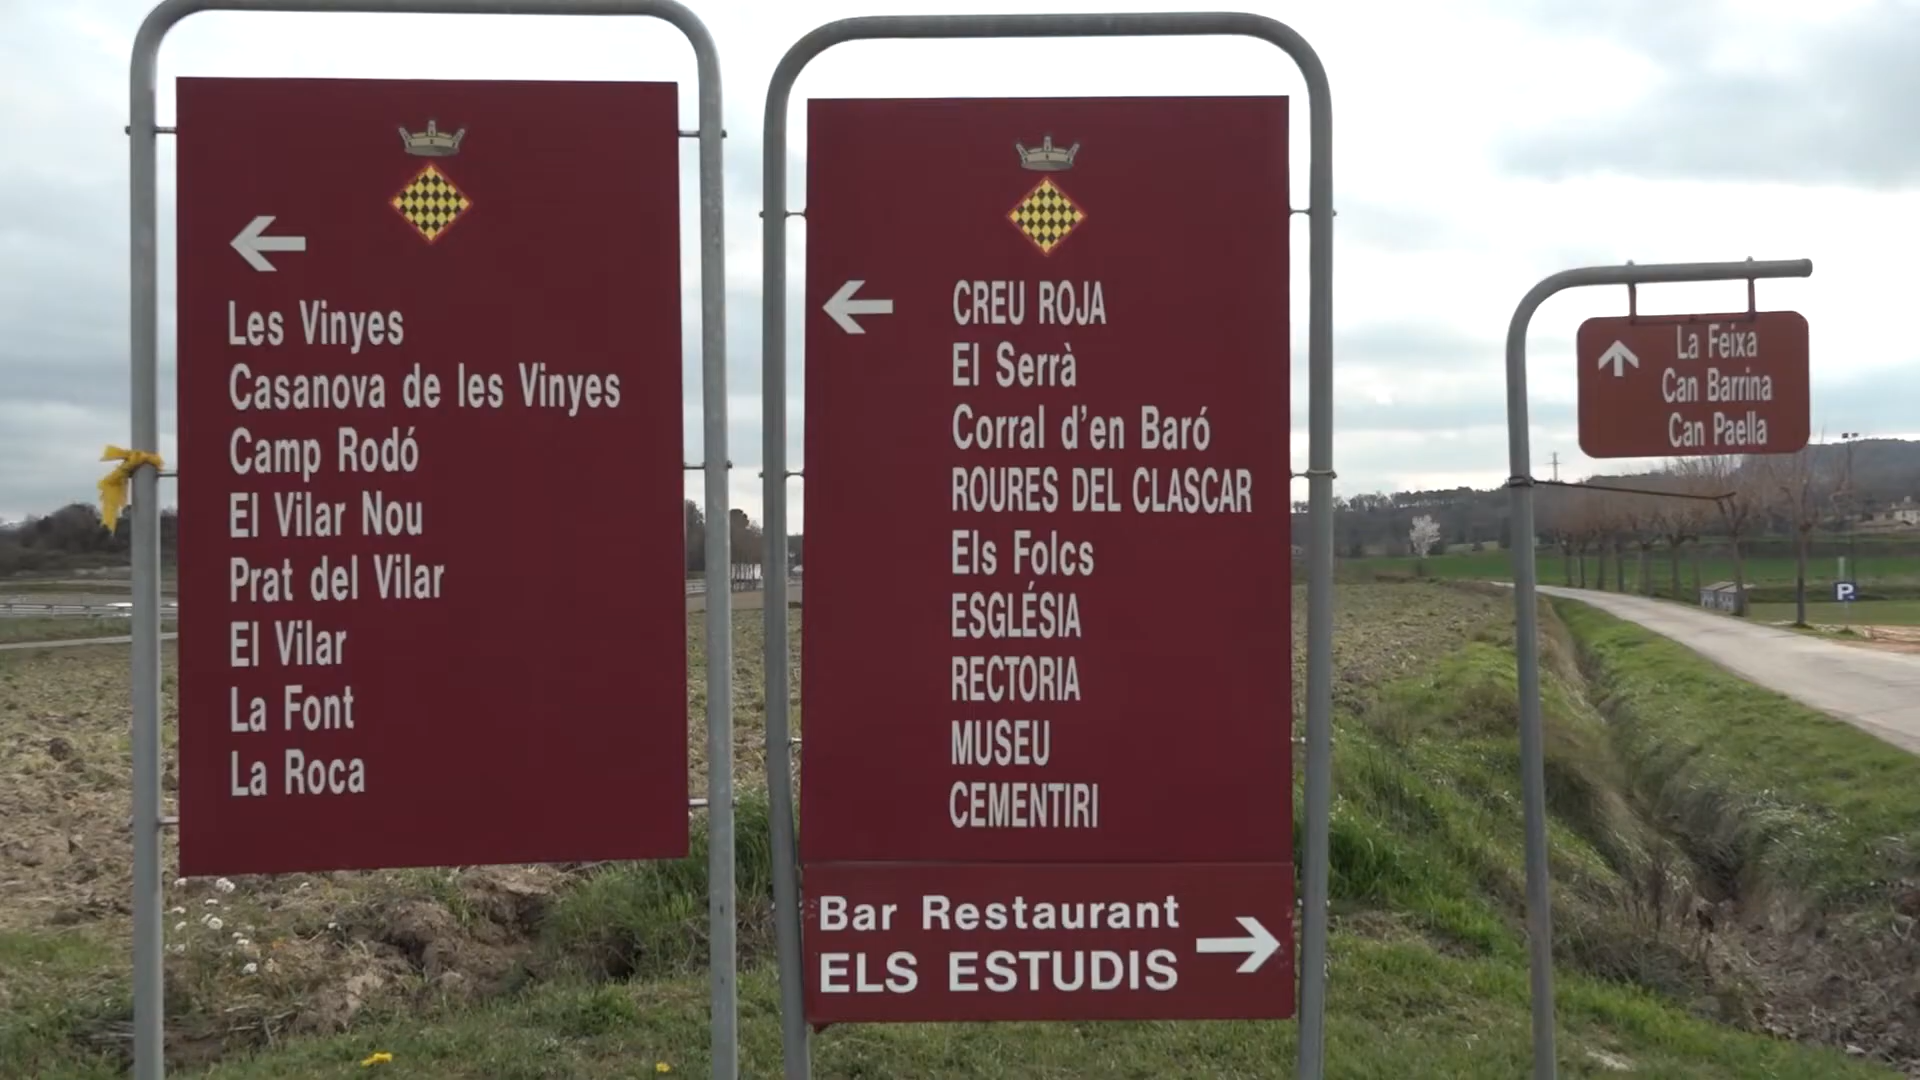 Les Vinyes
Casanova de les Vinyes
Camp Rodó
El Vilar Nou
Prat del Vilar
El Vilar
La Font
La Roca
CREU ROJA
El Serrà
Corral d'en Baró
ROURES DEL CLASCAR
Els Folcs
ESGLÉSIA
RECTORIA
MUSEU
CEMENTIRI
Bar Restaurant
ELS ESTUDIS
La Feixa
Can Barrina
Can Paella
P